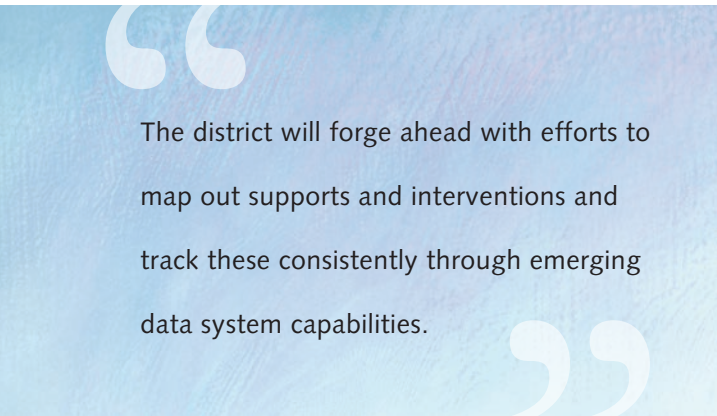 “
The district will forge ahead with efforts to
map out supports and interventions and
track these consistently through emerging
data system capabilities.
”